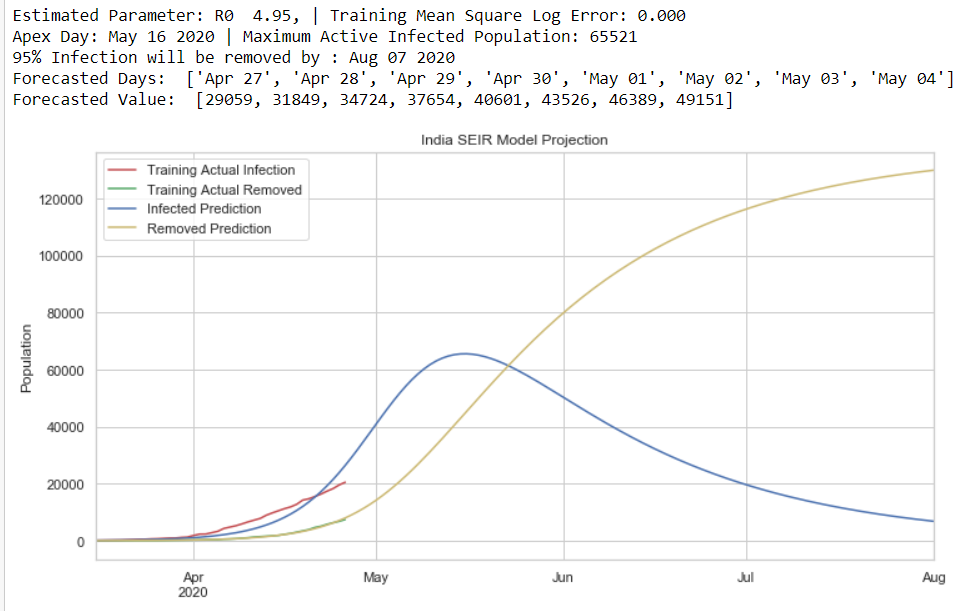 Estimated Parameter: R0  4.95, | Training Mean Square Log Error: 0.000
Apex Day: May 16 2020 | Maximum Active Infected Population: 65521
95% Infection will be removed by : Aug 07 2020
Forecasted Days:  ['Apr 27', 'Apr 28', 'Apr 29', 'Apr 30', 'May 01', 'May 02', 'May 03', 'May 04']
Forecasted Value:  [29059, 31849, 34724, 37654, 40601, 43526, 46389, 49151]
India SEIR Model Projection
Training Actual Infection
Training Actual Removed
Infected Prediction
Removed Prediction
120000
100000
80000
60000
40000
20000
0
Population
Apr May Jun Jul Aug
2020